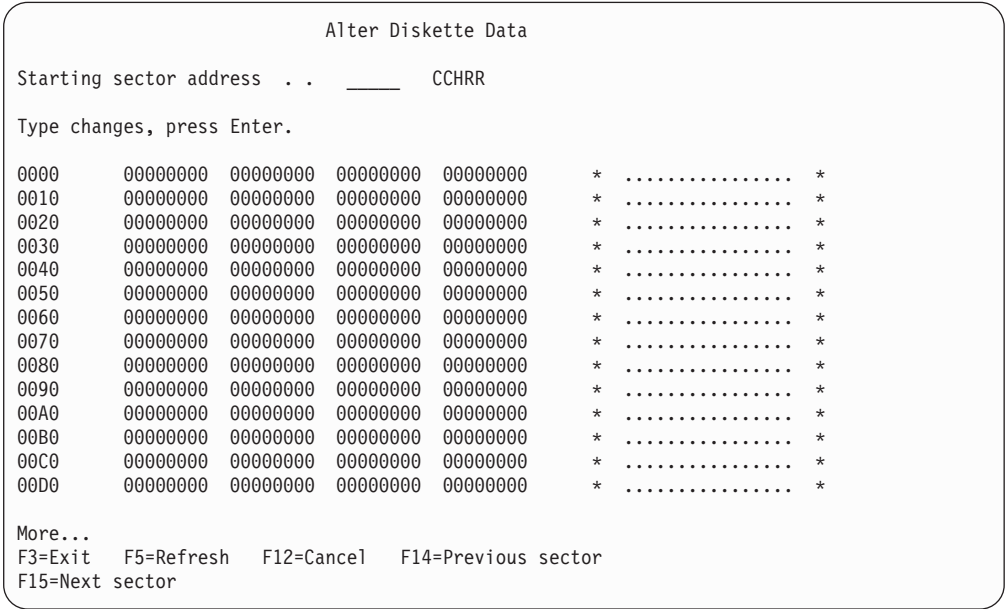 Alter Diskette Data
Starting sector address . . _____ CCHRR
Type changes, press Enter.
0000 00000000 00000000 00000000 00000000 * ................ *
0010 00000000 00000000 00000000 00000000 * ................ *
0020 00000000 00000000 00000000 00000000 * ................ *
0030 00000000 00000000 00000000 00000000 * ................ *
0040 00000000 00000000 00000000 00000000 * ................ *
0050 00000000 00000000 00000000 00000000 * ................ *
0060 00000000 00000000 00000000 00000000 * ................ *
0070 00000000 00000000 00000000 00000000 * ................ *
0080 00000000 00000000 00000000 00000000 * ................ *
0090 00000000 00000000 00000000 00000000 * ................ *
00A0 00000000 00000000 00000000 00000000 * ................ *
00B0 00000000 00000000 00000000 00000000 * ................ *
00C0 00000000 00000000 00000000 00000000 * ................ *
00D0 00000000 00000000 00000000 00000000 * ................ *
More...
F3=Exit F5=Refresh F12=Cancel F14=Previous sector
F15=Next sector